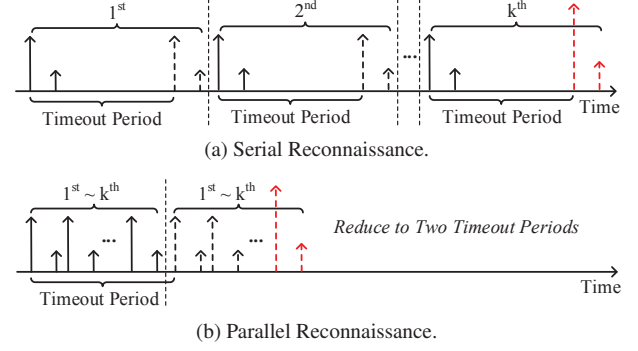 1st 2nd kth
...
Timeout Period Timeout Period Timeout Period Time
(a) Serial Reconnaissance.
1st ~ kth 1st ~ kth
... ... Reduce to Two Timeout Periods
Timeout Period Time
(b) Parallel Reconnaissance.